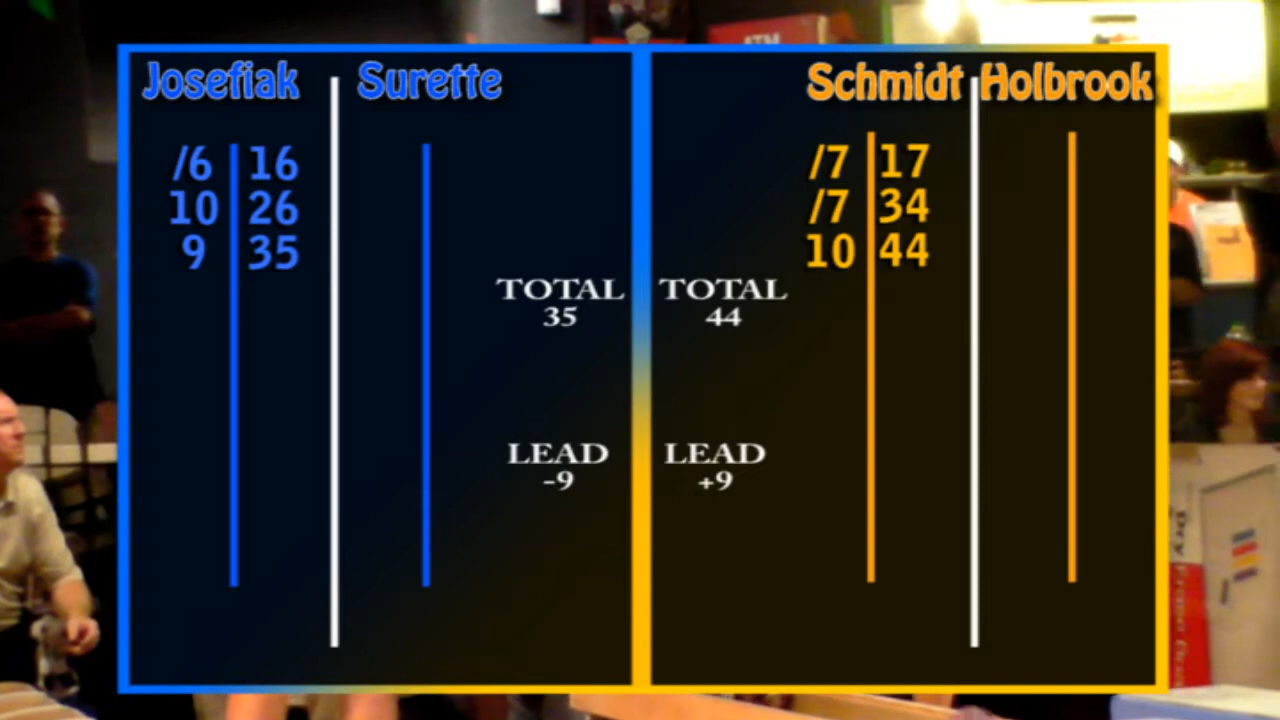 Josefiak Surette Schmidt Holbrook
/6 16 /7 17
10 26 /7 34
9 35 10 44
TOTAL TOTAL
35 44
LEAD LEAD
-9 +9